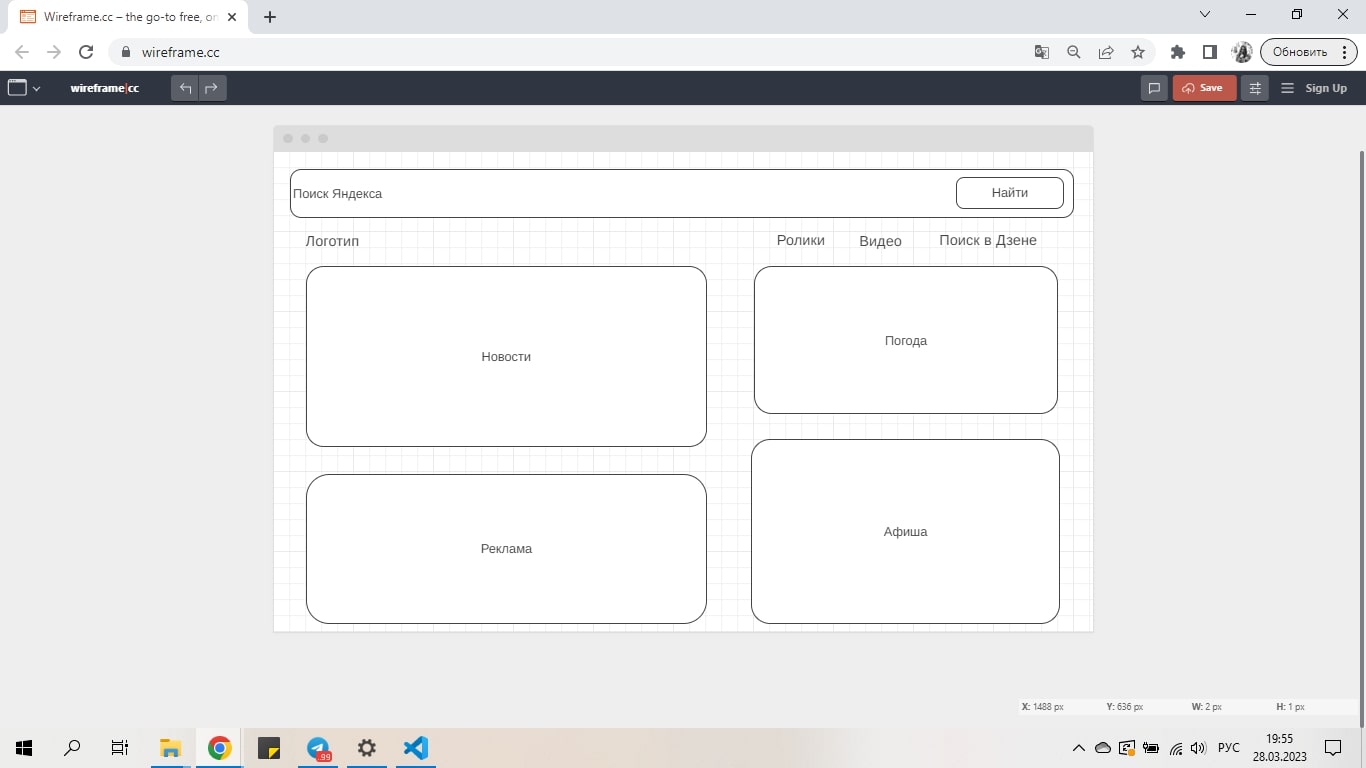 Wireframe.cc – the go-to free, on
wireframe.cc
Обновить
wireframe|cc
Save
Sign Up
Поиск Яндекса
Найти
Логотип
Ролики
Видео
Поиск в Дзене
Новости
Погода
Реклама
Афиша
X: 1488 px
Y: 636 px
W: 2 px
H: 1 px
99
РУС
19:55
28.03.2023